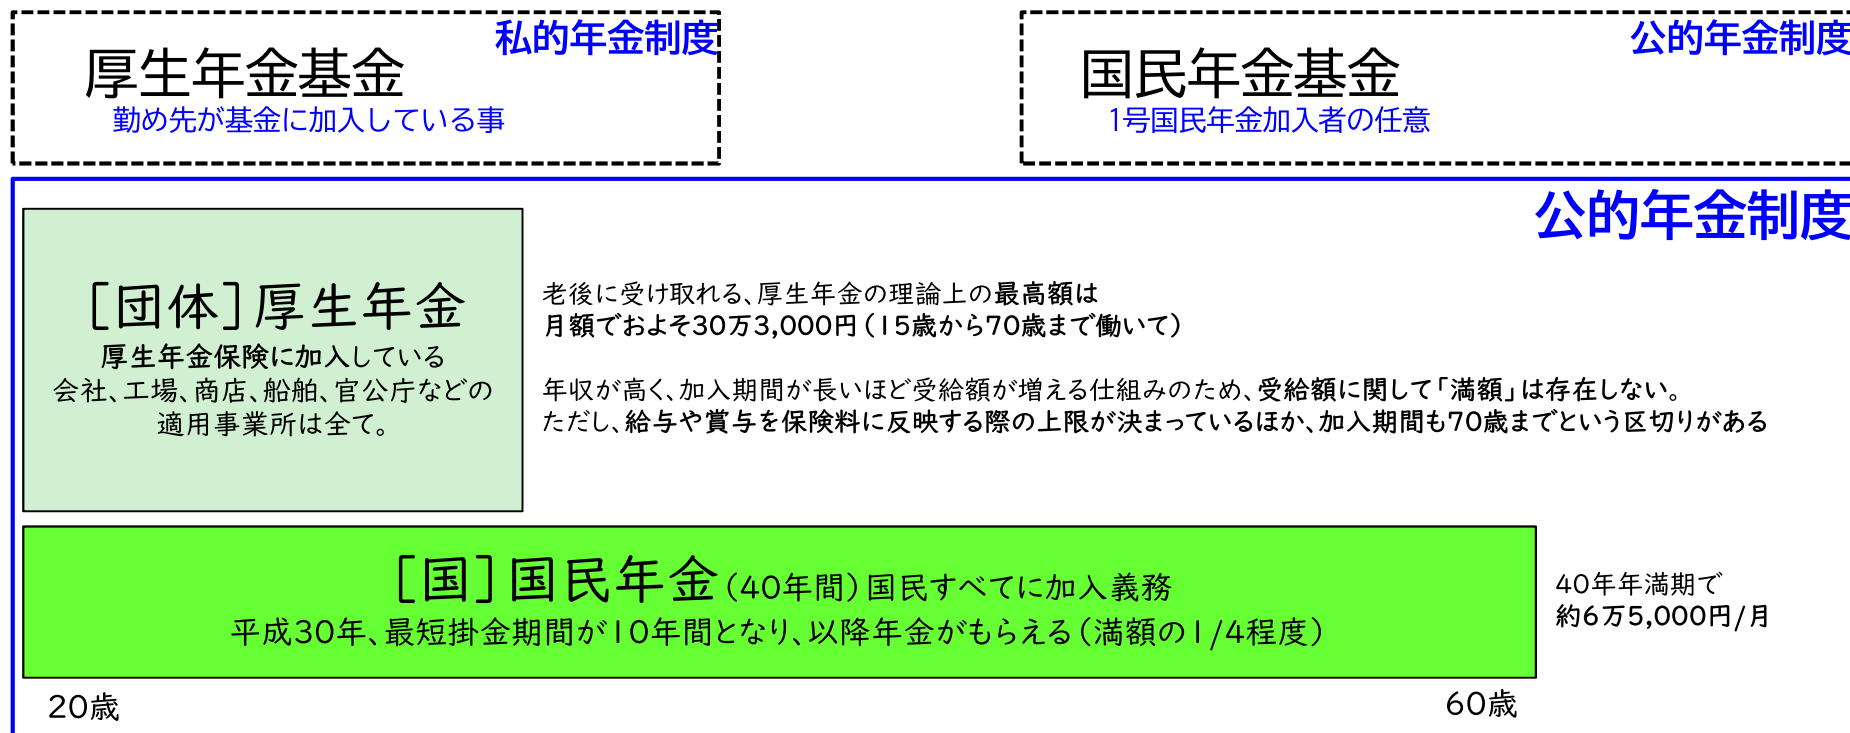 私的年金制度
厚生年金基金
勤め先が基金に加入している事
公的年金制度
国民年金基金
1号国民年金加入者の任意
公的年金制度
［団体］厚生年金
厚生年金保険に加入している
会社、工場、商店、船舶、官公庁などの
適用事業所は全て。
老後に受け取れる、厚生年金の理論上の最高額は
月額でおよそ30万3,000円（15歳から70歳まで働いて）
年収が高く、加入期間が長いほど受給額が増える仕組みのため、受給額に関して「満額」は存在しない。
ただし、給与や賞与を保険料に反映する際の上限が決まっているほか、加入期間も70歳までという区切りがある
［国］国民年金（40年間）国民すべてに加入義務
平成30年、最短掛金期間が10年間となり、以降年金がもらえる（満額の1/4程度）
40年年満期で
約6万5,000円/月
20歳
60歳